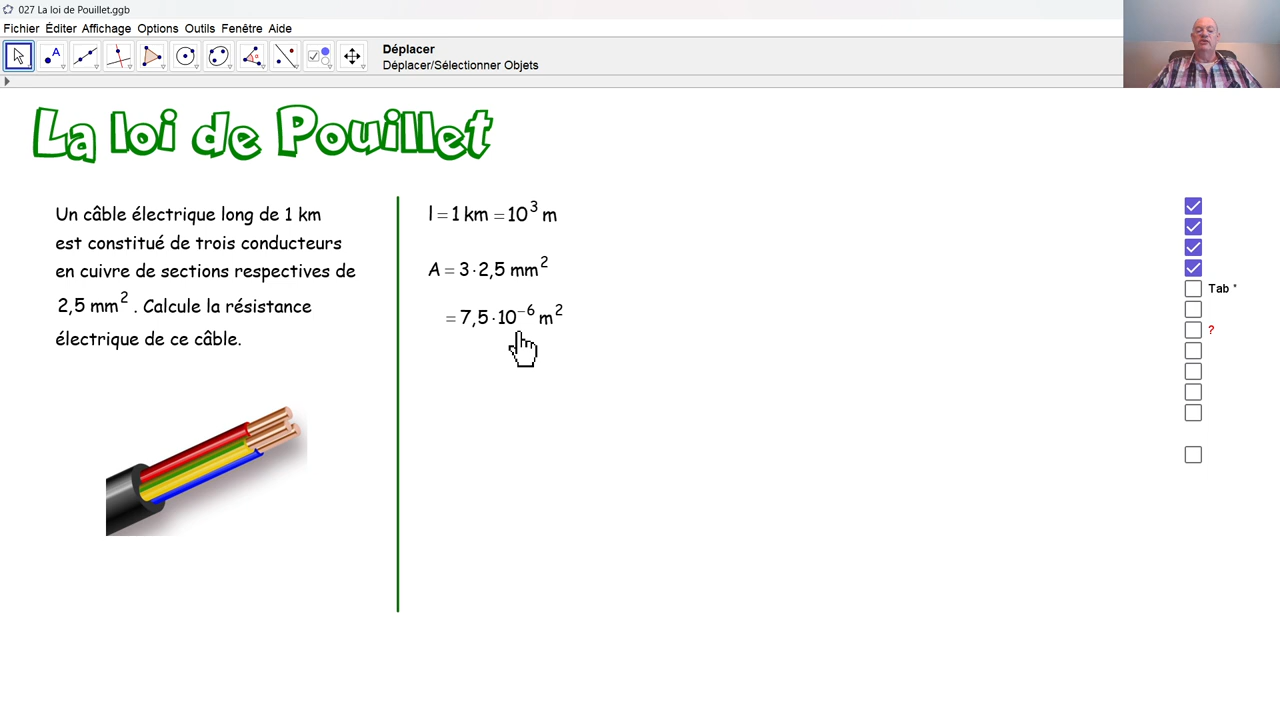 027 La loi de Pouillet.ggb
Fichier Éditer Affichage Options Outils Fenêtre Aide
Déplacer
Déplacer/Sélectionner Objets
La loi de Pouillet
Un câble électrique long de 1 km
est constitué de trois conducteurs
en cuivre de sections respectives de
2,5 mm² . Calcule la résistance
électrique de ce câble.
l = 1 km = 10³ m
A = 3 · 2,5 mm²
= 7,5 · 10⁻⁶ m²
Tab *
?